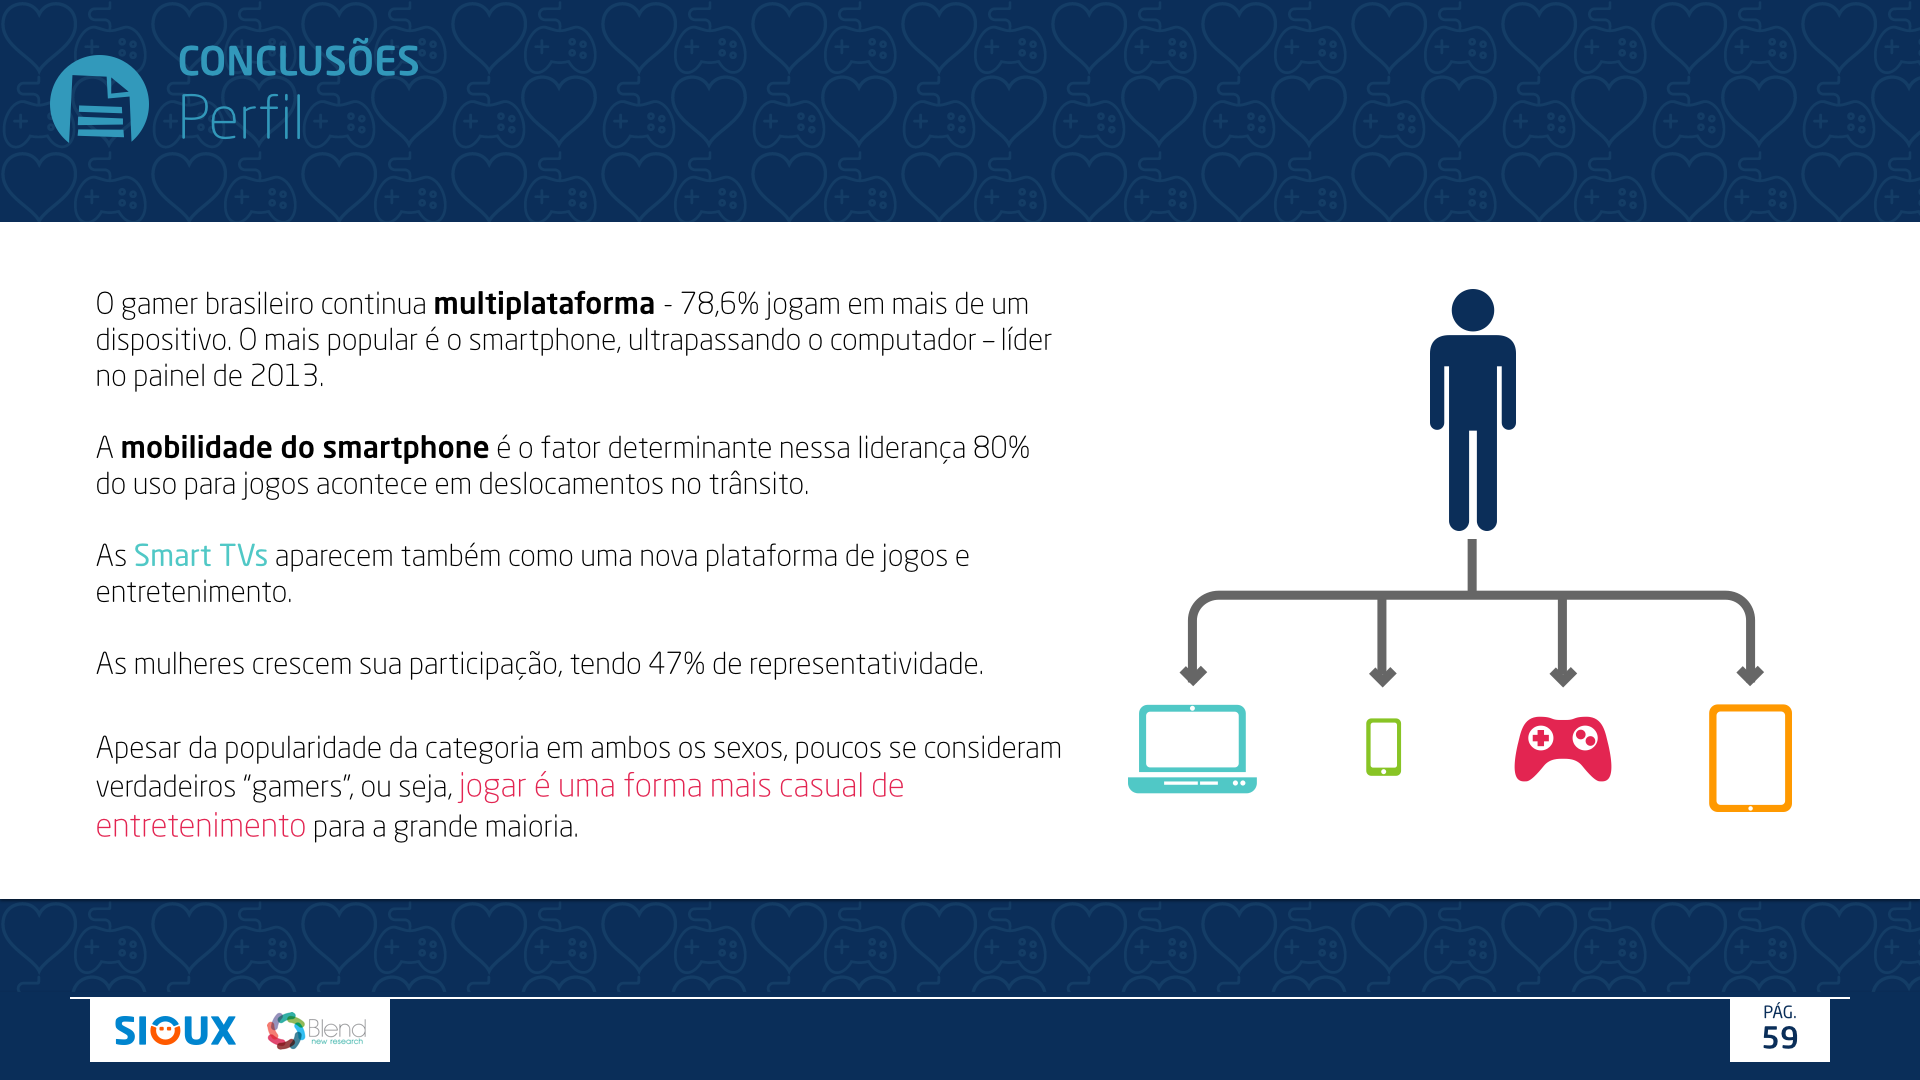 CONCLUSÕES
Perfil
O gamer brasileiro continua multiplataforma - 78,6% jogam em mais de um
dispositivo. O mais popular é o smartphone, ultrapassando o computador – líder
no painel de 2013.
A mobilidade do smartphone é o fator determinante nessa liderança 80%
do uso para jogos acontece em deslocamentos no trânsito.
As Smart TVs aparecem também como uma nova plataforma de jogos e
entretenimento.
As mulheres crescem sua participação, tendo 47% de representatividade.
Apesar da popularidade da categoria em ambos os sexos, poucos se consideram
verdadeiros “gamers”, ou seja, jogar é uma forma mais casual de
entretenimento para a grande maioria.
SIOUX
Blend
new research
PÁG.
59